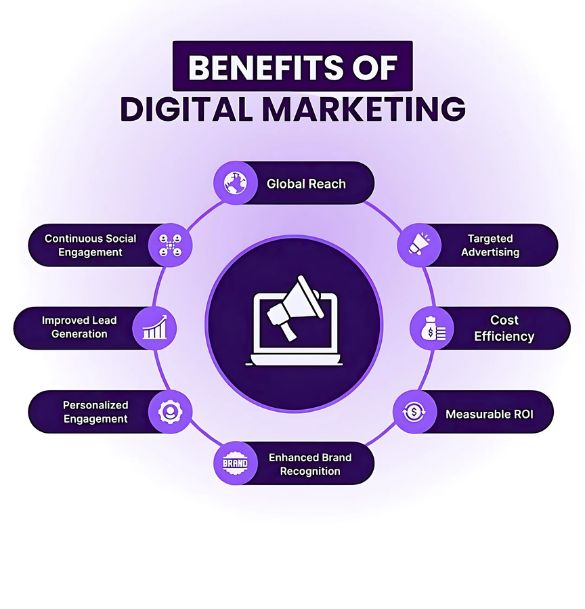 BENEFITS OF
DIGITAL MARKETING
Global Reach
Targeted
Advertising
Cost
Efficiency
Measurable ROI
BRAND
Enhanced Brand
Recognition
Personalized
Engagement
Improved Lead
Generation
Continuous Social
Engagement